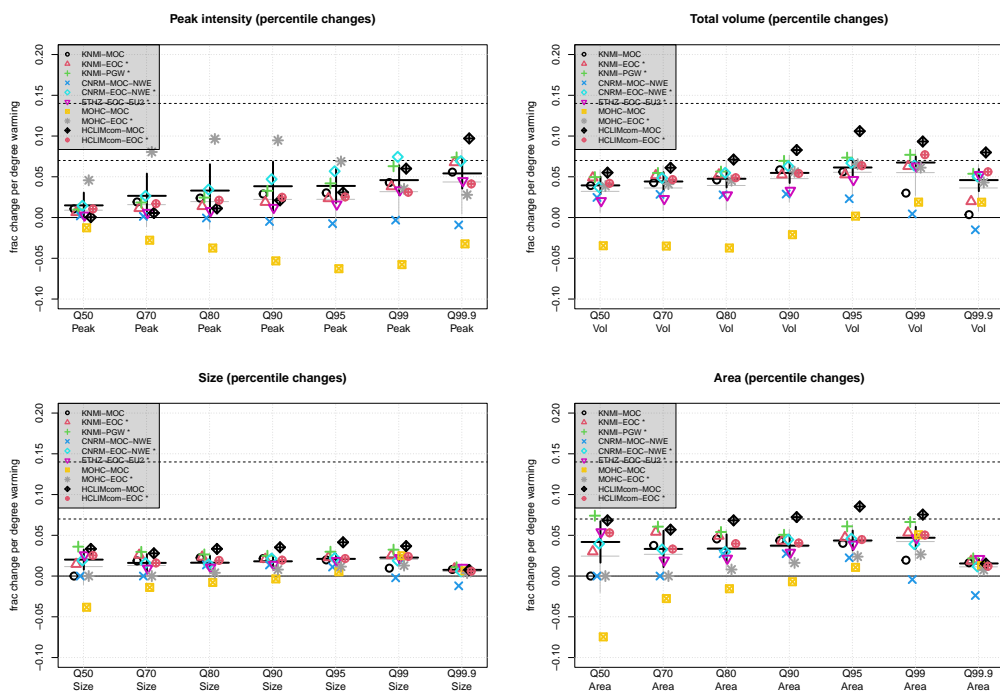 Peak intensity (percentile changes)
frac change per degree warming
0.20
0.15
0.10
0.05
0.00
−0.05
−0.10
KNMI−MOC
KNMI−EOC *
KNMI−PGW *
CNRM−MOC−NWE
CNRM−EOC−NWE *
ETHZ−EOC−EU2 *
MOHC−MOC
MOHC−EOC *
HCLIMcom−MOC
HCLIMcom−EOC *
Q50 Q70 Q80 Q90 Q95 Q99 Q99.9
Peak Peak Peak Peak Peak Peak Peak
Total volume (percentile changes)
frac change per degree warming
0.20
0.15
0.10
0.05
0.00
−0.05
−0.10
KNMI−MOC
KNMI−EOC *
KNMI−PGW *
CNRM−MOC−NWE
CNRM−EOC−NWE *
ETHZ−EOC−EU2 *
MOHC−MOC
MOHC−EOC *
HCLIMcom−MOC
HCLIMcom−EOC *
Q50 Q70 Q80 Q90 Q95 Q99 Q99.9
Vol Vol Vol Vol Vol Vol Vol
Size (percentile changes)
frac change per degree warming
0.20
0.15
0.10
0.05
0.00
−0.05
−0.10
KNMI−MOC
KNMI−EOC *
KNMI−PGW *
CNRM−MOC−NWE
CNRM−EOC−NWE *
ETHZ−EOC−EU2 *
MOHC−MOC
MOHC−EOC *
HCLIMcom−MOC
HCLIMcom−EOC *
Q50 Q70 Q80 Q90 Q95 Q99 Q99.9
Size Size Size Size Size Size Size
Area (percentile changes)
frac change per degree warming
0.20
0.15
0.10
0.05
0.00
−0.05
−0.10
KNMI−MOC
KNMI−EOC *
KNMI−PGW *
CNRM−MOC−NWE
CNRM−EOC−NWE *
ETHZ−EOC−EU2 *
MOHC−MOC
MOHC−EOC *
HCLIMcom−MOC
HCLIMcom−EOC *
Q50 Q70 Q80 Q90 Q95 Q99 Q99.9
Area Area Area Area Area Area Area